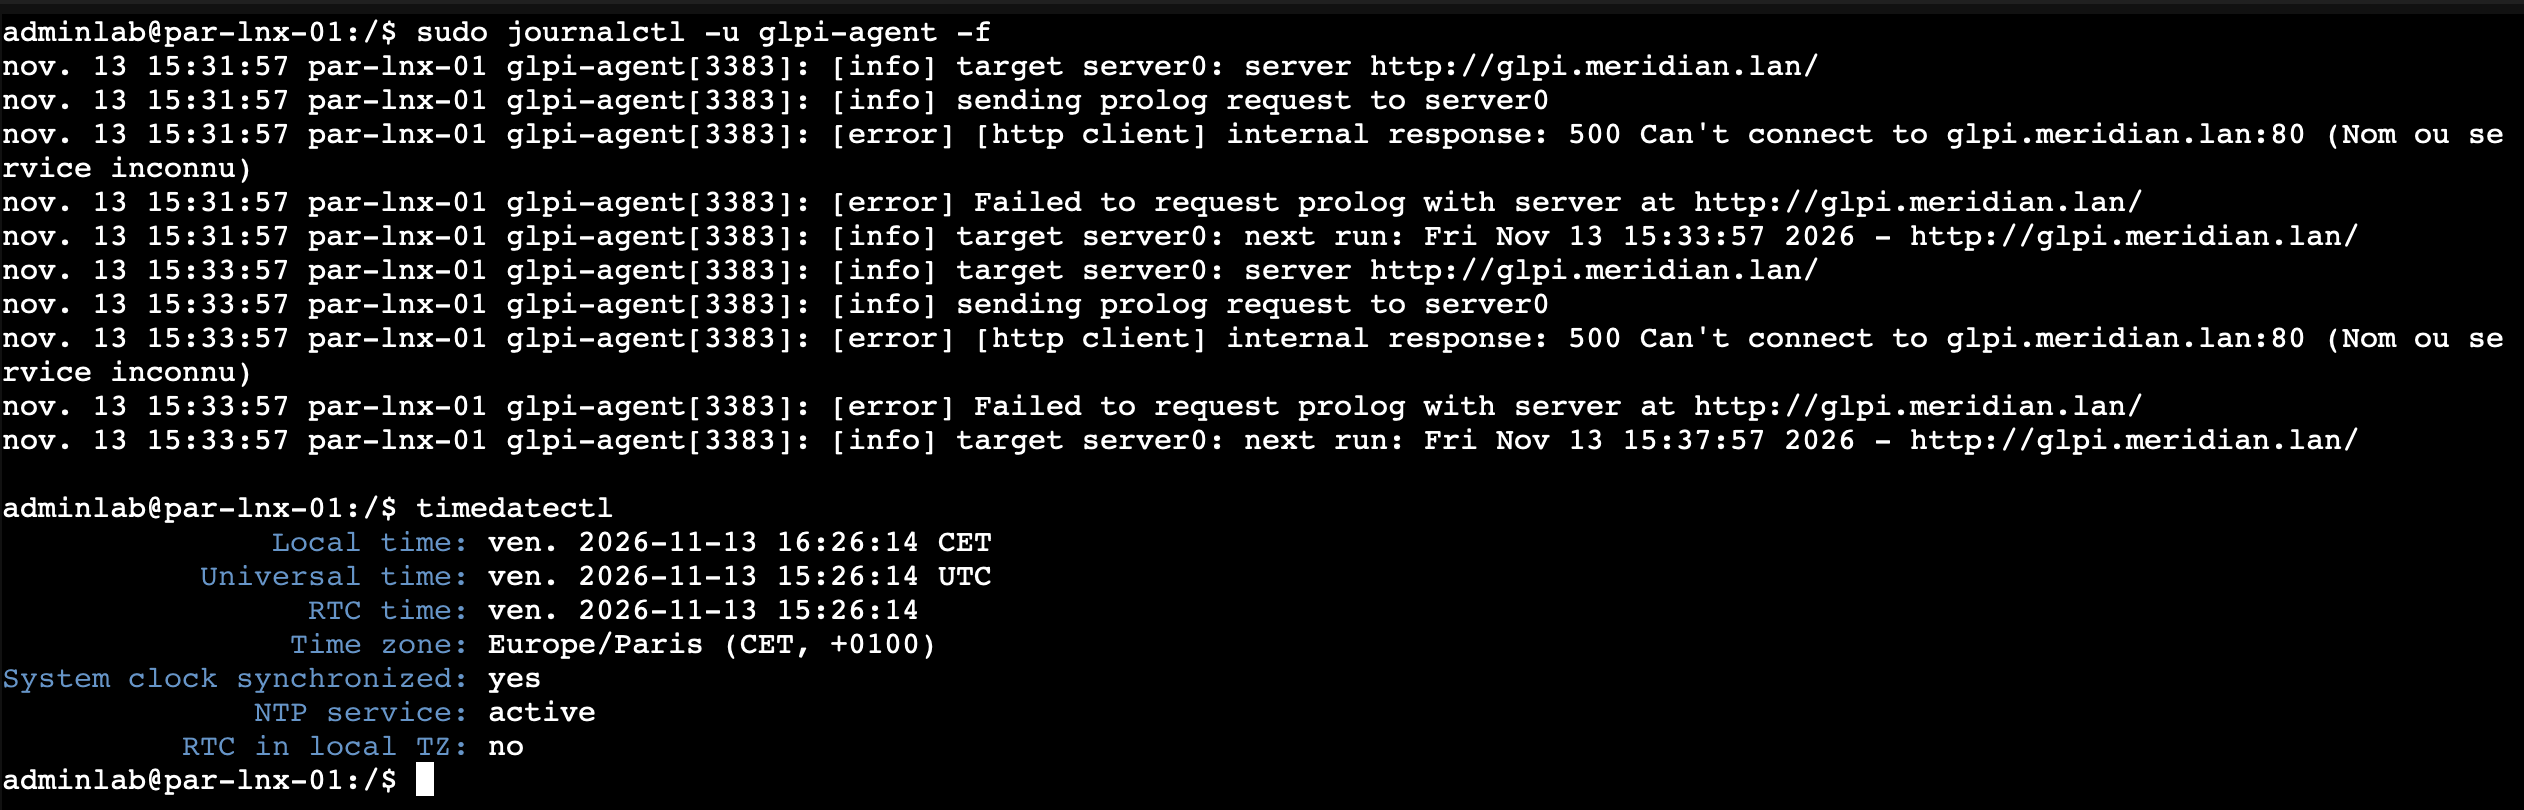 adminlab@par-lnx-01:/$ sudo journalctl -u glpi-agent -f
nov. 13 15:31:57 par-lnx-01 glpi-agent[3383]: [info] target server0: server http://glpi.meridian.lan/
nov. 13 15:31:57 par-lnx-01 glpi-agent[3383]: [info] sending prolog request to server0
nov. 13 15:31:57 par-lnx-01 glpi-agent[3383]: [error] [http client] internal response: 500 Can't connect to glpi.meridian.lan:80 (Nom ou se
rvice inconnu)
nov. 13 15:31:57 par-lnx-01 glpi-agent[3383]: [error] Failed to request prolog with server at http://glpi.meridian.lan/
nov. 13 15:31:57 par-lnx-01 glpi-agent[3383]: [info] target server0: next run: Fri Nov 13 15:33:57 2026 - http://glpi.meridian.lan/
nov. 13 15:33:57 par-lnx-01 glpi-agent[3383]: [info] target server0: server http://glpi.meridian.lan/
nov. 13 15:33:57 par-lnx-01 glpi-agent[3383]: [info] sending prolog request to server0
nov. 13 15:33:57 par-lnx-01 glpi-agent[3383]: [error] [http client] internal response: 500 Can't connect to glpi.meridian.lan:80 (Nom ou se
rvice inconnu)
nov. 13 15:33:57 par-lnx-01 glpi-agent[3383]: [error] Failed to request prolog with server at http://glpi.meridian.lan/
nov. 13 15:33:57 par-lnx-01 glpi-agent[3383]: [info] target server0: next run: Fri Nov 13 15:37:57 2026 - http://glpi.meridian.lan/
adminlab@par-lnx-01:/$ timedatectl
Local time: ven. 2026-11-13 16:26:14 CET
Universal time: ven. 2026-11-13 15:26:14 UTC
RTC time: ven. 2026-11-13 15:26:14
Time zone: Europe/Paris (CET, +0100)
System clock synchronized: yes
NTP service: active
RTC in local TZ: no
adminlab@par-lnx-01:/$